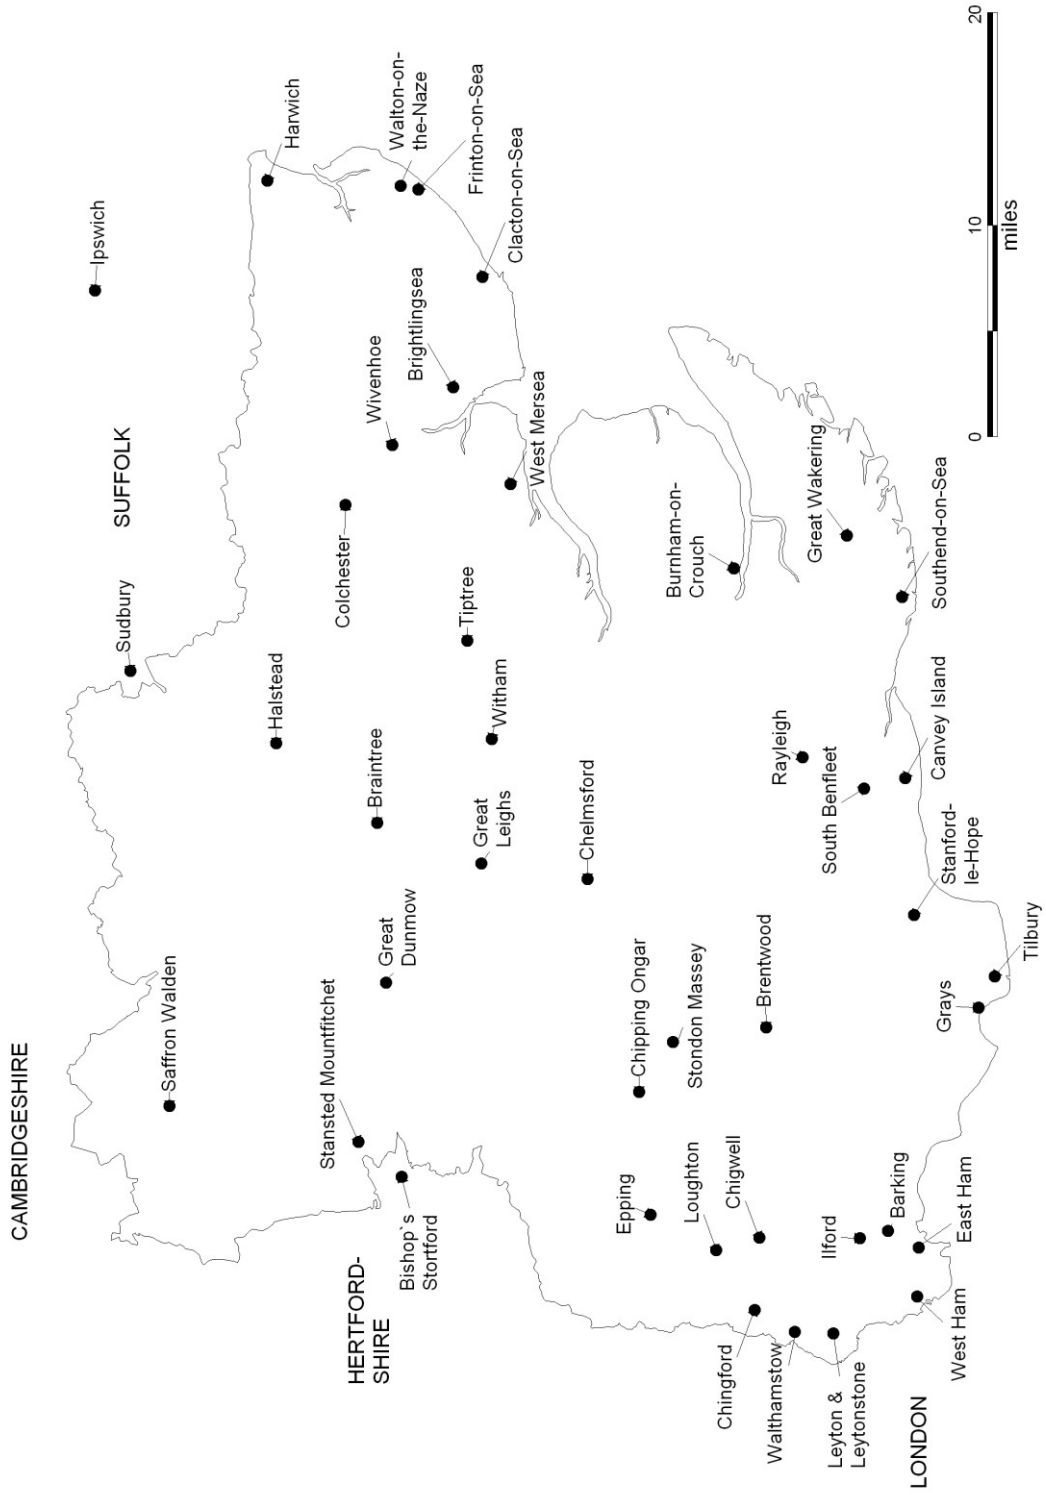 CAMBRIDGESHIRE
SUFFOLK
Ipswich
Sudbury
Saffron Walden
Harwich
Halstead
Stansted Mountfitchet
Colchester
Wivenhoe
Braintree
Great
Dunmow
Walton-on-
the-Naze
Frinton-on-Sea
HERTFORD-
SHIRE
Bishop`s
Stortford
Brightlingsea
Clacton-on-Sea
Tiptree
Witham
Great
Leighs
West Mersea
Chelmsford
Epping
Chipping Ongar
Stondon Massey
Burnham-on-
Crouch
Loughton
Chigwell
Brentwood
Chingford
Walthamstow
Rayleigh
South Benfleet
Great Wakering
Leyton &
Leytonstone
Ilford
Barking
Canvey Island
Southend-on-Sea
LONDON
West Ham
East Ham
Stanford-
le-Hope
Grays
Tilbury
0 10 20
miles